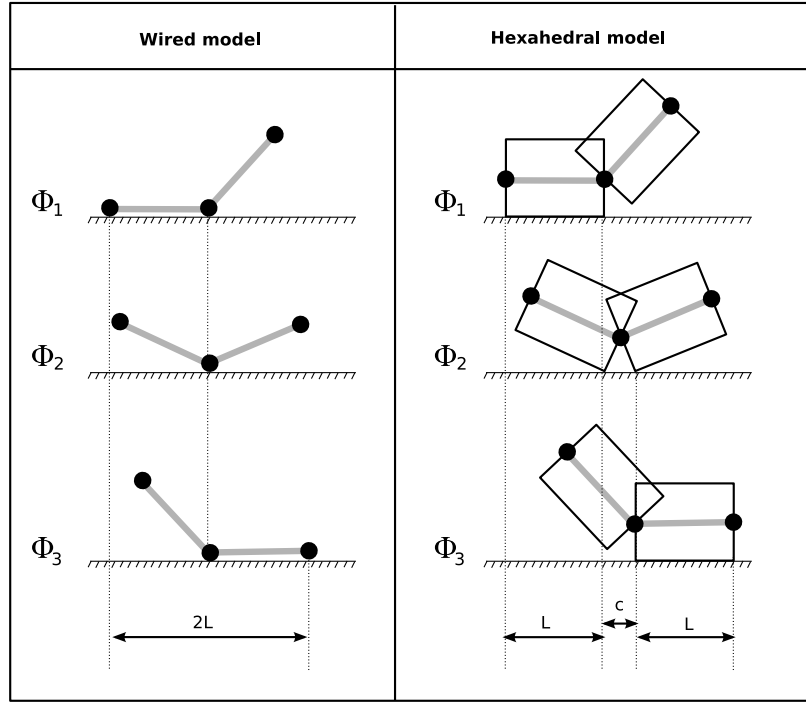 Wired model
Hexahedral model
Φ1
Φ1
Φ2
Φ2
Φ3
Φ3
2L
L
c
L